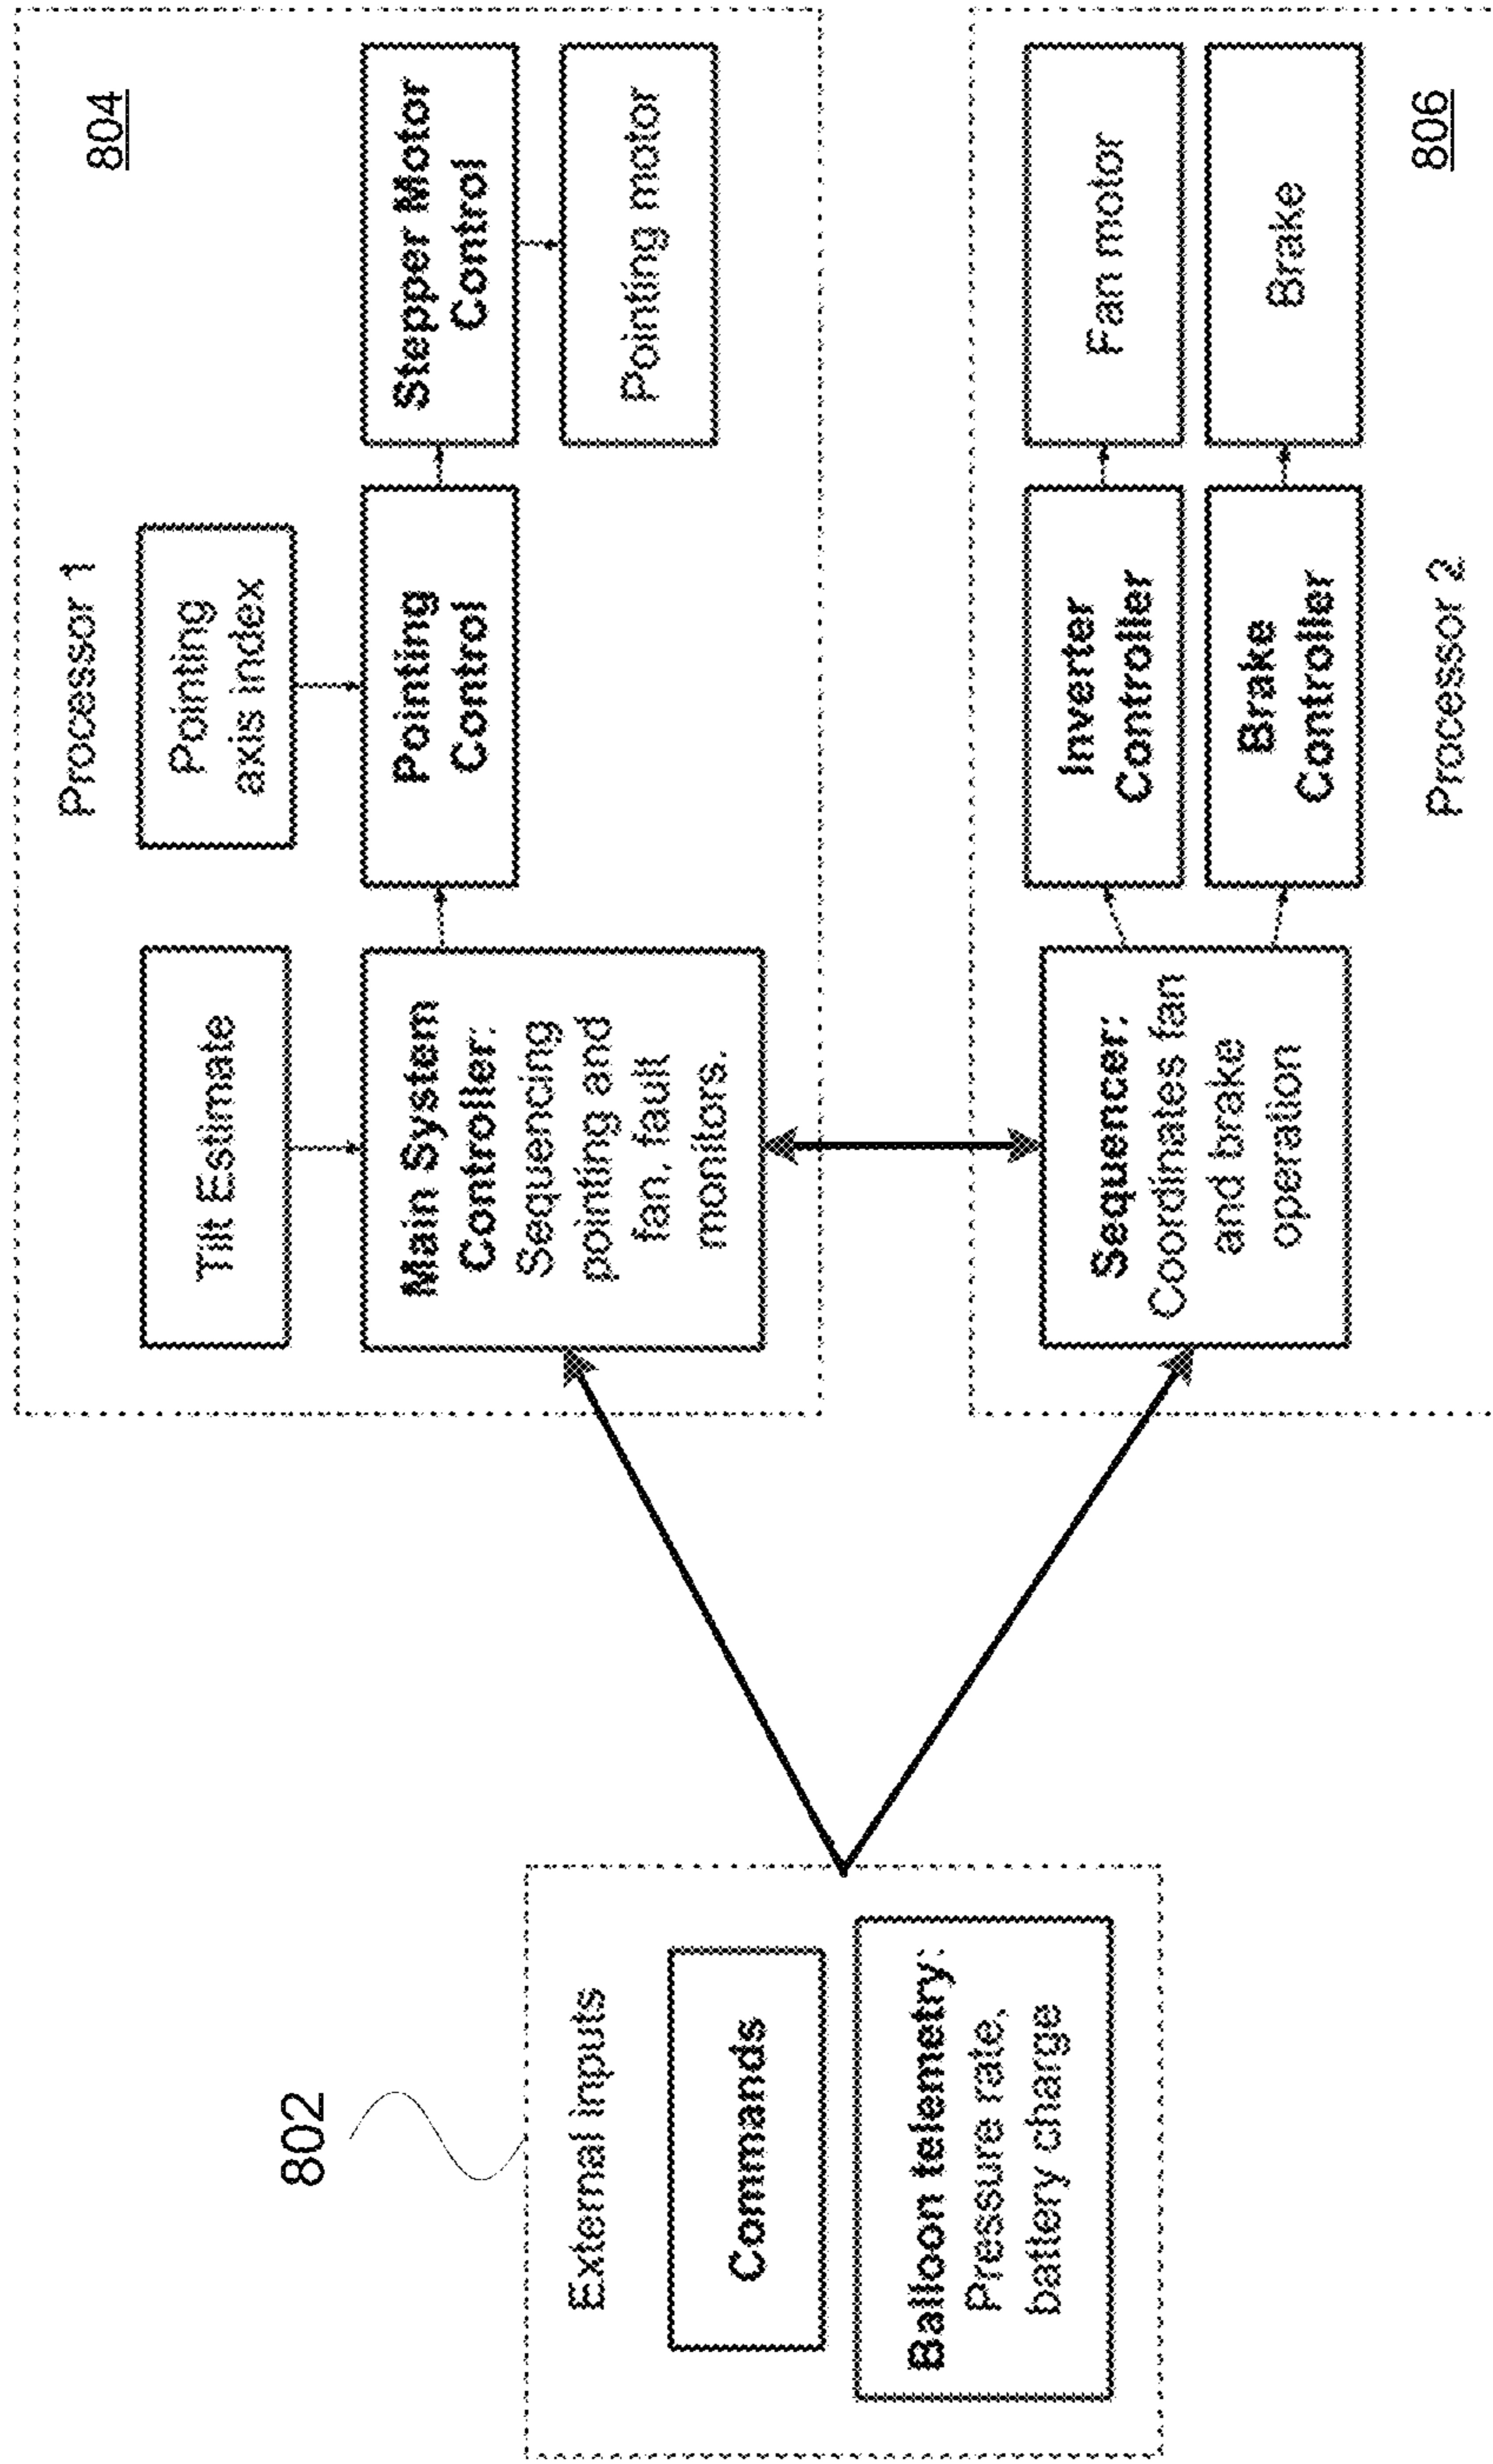 802
External inputs
Commands
Balloon telemetry:
Pressure rate,
battery charge
Processor 1
804
Tilt Estimate
Pointing
axis index
Main System
Controller:
Sequencing
pointing and
fan, fault
monitors.
Pointing
Control
Stepper Motor
Control
Pointing motor
Sequencer:
Coordinates fan
and brake
operation
Inverter
Controller
Fan motor
Brake
Controller
Brake
Processor 2
806